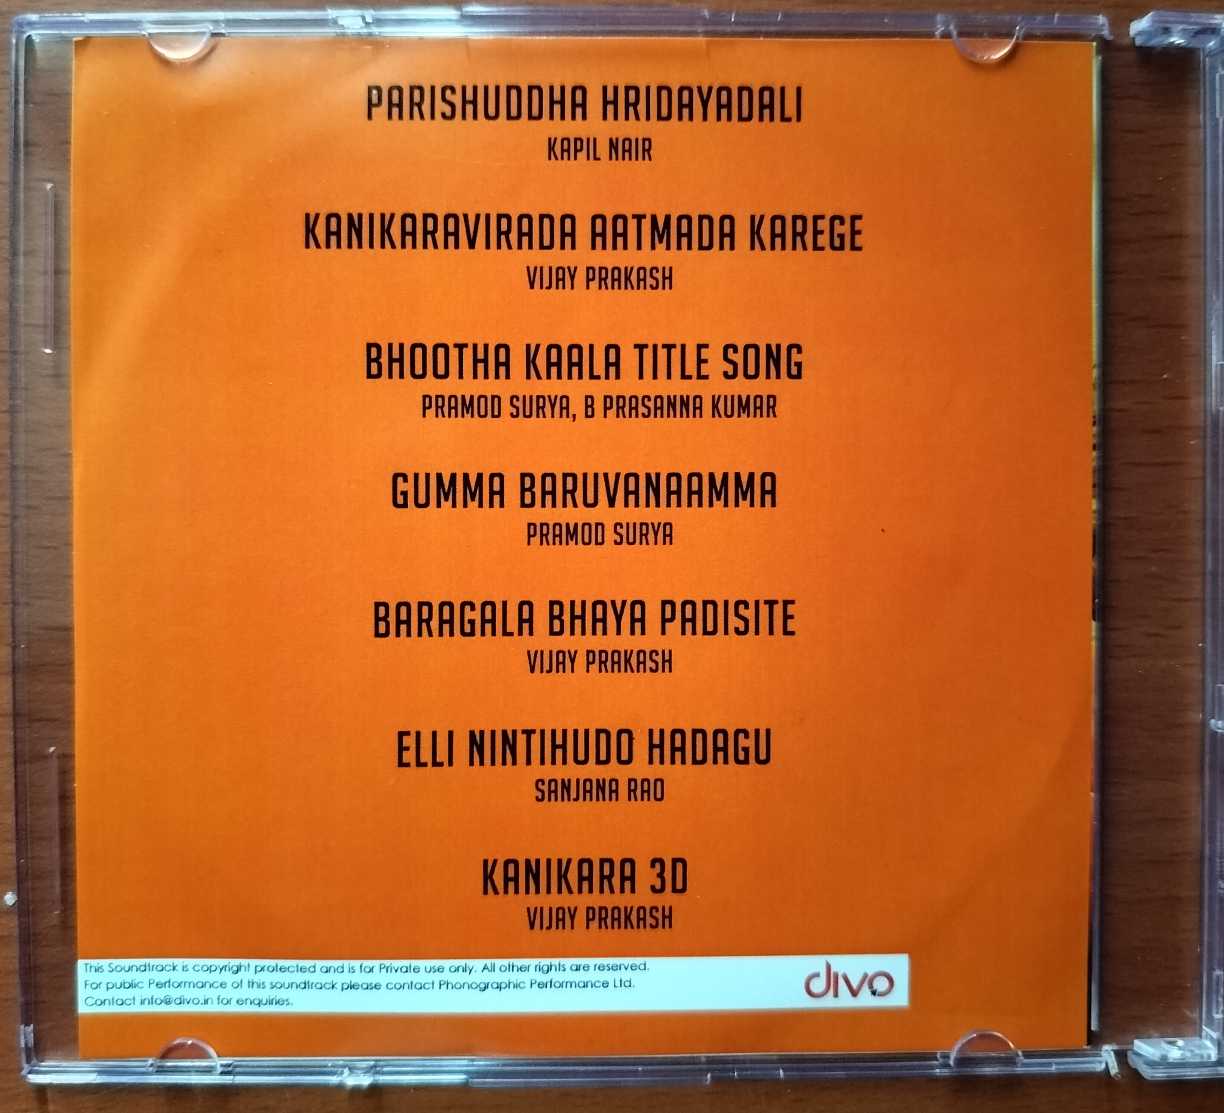 PARISHUDDHA HRIDAYADALI
KAPIL NAIR
KANIKARAVIRADA AATMADA KAREGE
VIJAY PRAKASH
BHOOTHA KAALA TITLE SONG
PRAMOD SURYA, B PRASANNA KUMAR
GUMMA BARUVANAAMMA
PRAMOD SURYA
BARAGALA BHAYA PADISITE
VIJAY PRAKASH
ELLI NINTIHUDO HADAGU
SANJANA RAO
KANIKARA 3D
VIJAY PRAKASH
This Soundtrack is copyright protected and is for Private use only. All other rights are reserved.
For public Performance of this soundtrack please contact Phonographic Performance Ltd.
Contact info@divo.in for enquiries.
divo